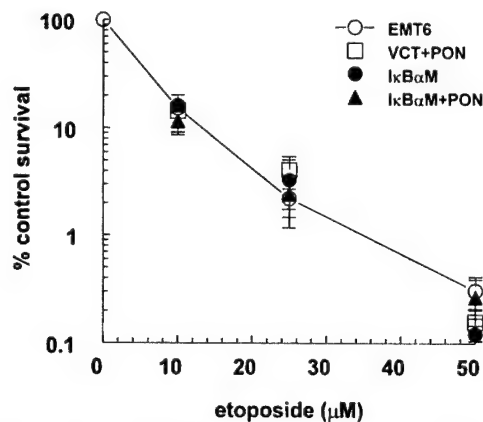 % control survival
100
10
1
0.1
0
10
20
30
40
50
etoposide (μM)
EMT6
VCT+PON
IκBαM
IκBαM+PON